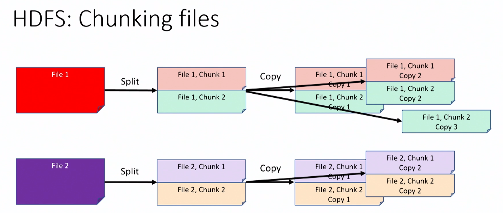 HDFS: Chunking files
File 1
Split
File 1, Chunk 1
File 1, Chunk 2
Copy
File 1, Chunk 1
Copy 1
File 1, Chunk 2
Copy 1
File 1, Chunk 1
Copy 2
File 1, Chunk 2
Copy 2
File 1, Chunk 2
Copy 3
File 2
Split
File 2, Chunk 1
File 2, Chunk 2
Copy
File 2, Chunk 1
Copy 1
File 2, Chunk 2
Copy 1
File 2, Chunk 1
Copy 2
File 2, Chunk 2
Copy 2